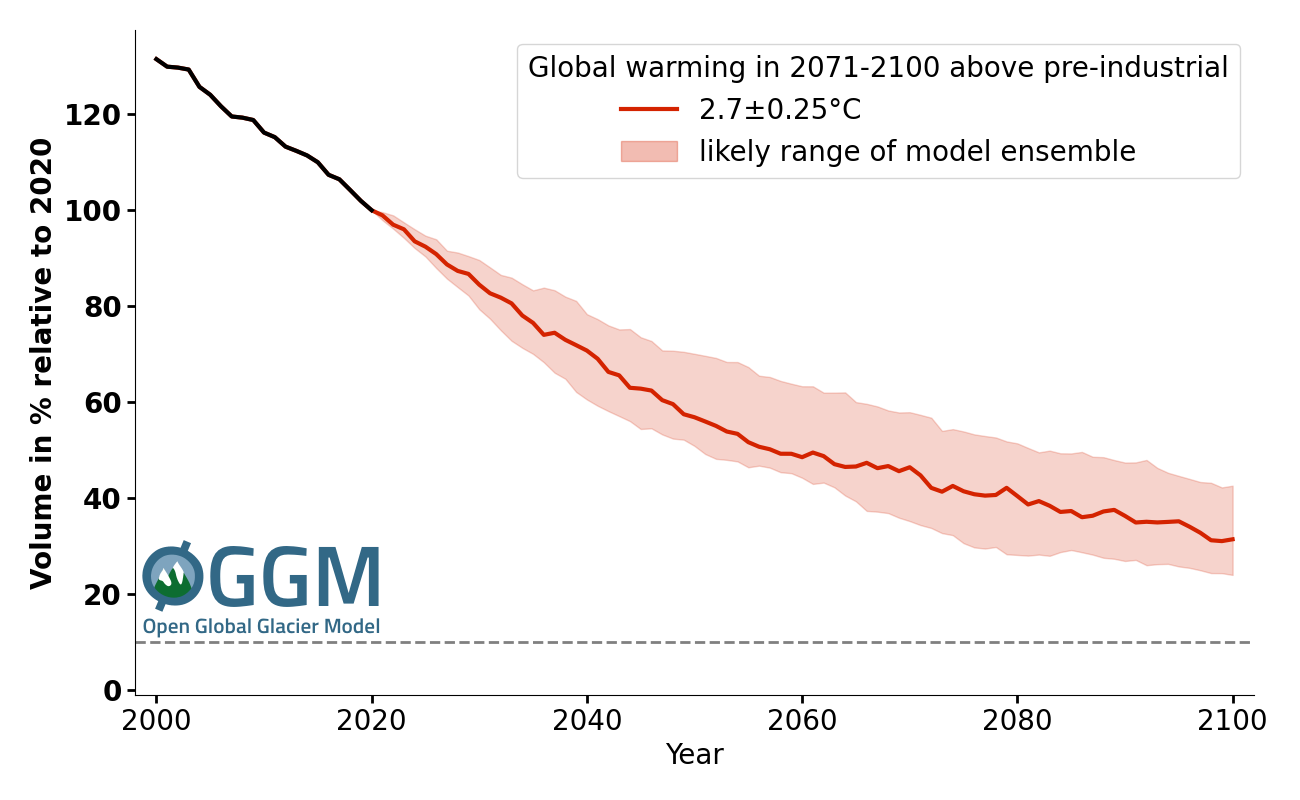 Global warming in 2071-2100 above pre-industrial
2.7±0.25°C
likely range of model ensemble
Volume in % relative to 2020
120
100
80
60
40
20
0
GGM
Open Global Glacier Model
2000
2020
2040
2060
2080
2100
Year